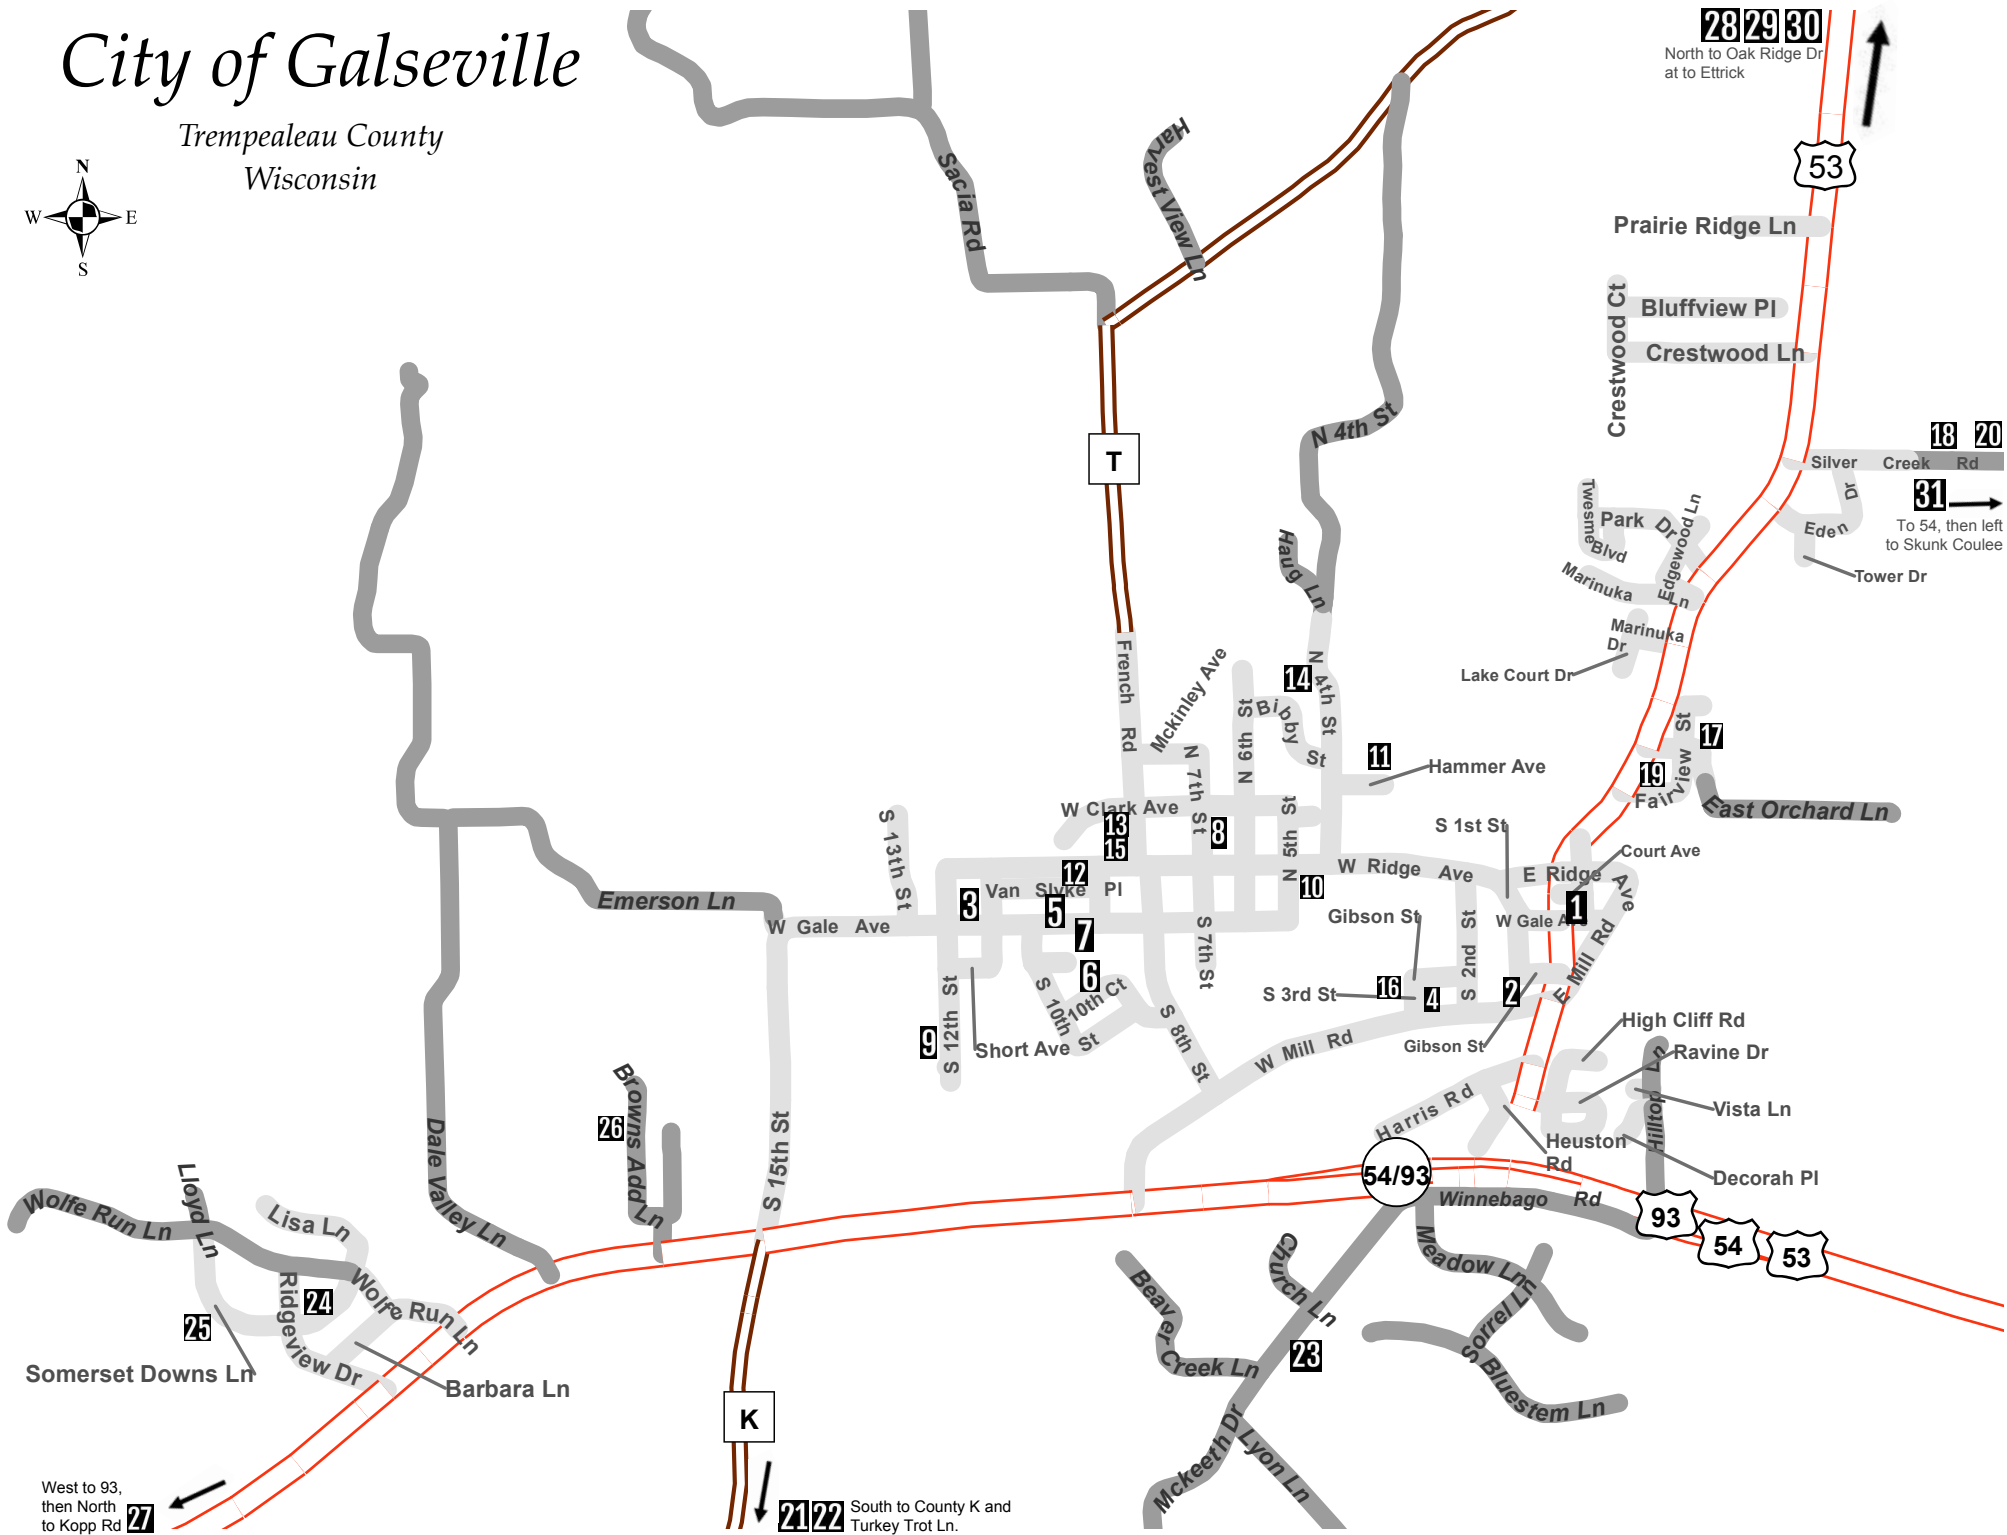 City of Galseville
Trempealeau County
Wisconsin
N
W E
S
28 29 30
North to Oak Ridge Dr
at to Ettrick
53
Sacia Rd
Harvest View Ln
Prairie Ridge Ln
Crestwood Ct
Bluffview Pl
Crestwood Ln
T
N 4th St
18 20
Silver Creek Rd
31
To 54, then left
to Skunk Coulee
Eden Dr
Tower Dr
Twesme Blvd
Park Dr
Edgewood Ln
Marinuka Ln
Marinuka
Dr
Lake Court Dr
Haug Ln
French Rd
Mckinley Ave
N 7th St
N 6th St
Bibby St
14
N 4th St
11
Hammer Ave
17
19
Fairview St
East Orchard Ln
W Clark Ave
13
15
8
N 5th St
S 13th St
S 1st St
Court Ave
W Ridge Ave
E Ridge Ave
12
Van Slyke Pl
10
3
5
1
Emerson Ln
W Gale Ave
Gibson St
W Gale Ave
7
S 7th St
S 2nd St
E Mill Rd
6
S 10th St
10th Ct
S 3rd St
16
4
2
S 12th St
9
Short Ave
S 8th St
W Mill Rd
Gibson St
High Cliff Rd
Ravine Dr
Hilltop Ln
Vista Ln
Harris Rd
Heuston
Rd
Decorah Pl
Browns Add Ln
26
S 15th St
Dale Valley Ln
54/93
Winnebago Rd
93
54
53
Wolfe Run Ln
Lloyd Ln
Lisa Ln
Ridgeview Dr
24
Wolfe Run Ln
25
Somerset Downs Ln
Barbara Ln
Meadow Ln
Church Ln
Beaver Creek Ln
23
Sorrel Ln
S Bluestem Ln
K
Mckeeth Dr
Lyon Ln
West to 93,
then North
to Kopp Rd 27
21 22 South to County K and
Turkey Trot Ln.